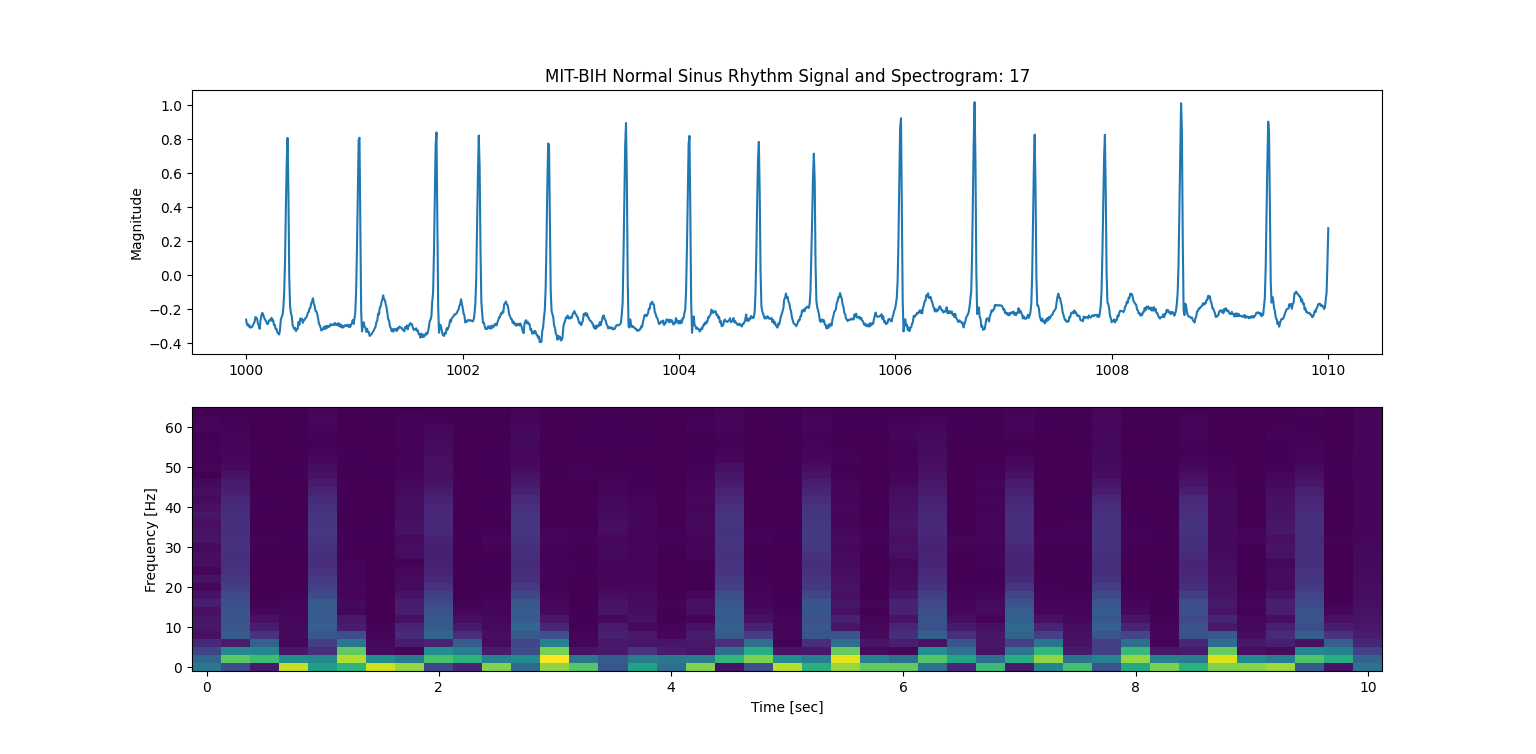 MIT-BIH Normal Sinus Rhythm Signal and Spectrogram: 17
Magnitude
1.0
0.8
0.6
0.4
0.2
0.0
−0.2
−0.4
1000 1002 1004 1006 1008 1010
Frequency [Hz]
60
50
40
30
20
10
0
0 2 4 6 8 10
Time [sec]